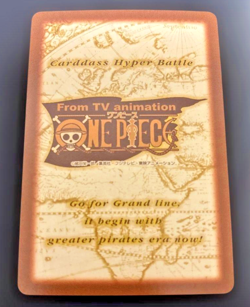 Carddass Hyper Battle
From TV animation
ワンピース
ONE PIECE
Go for Grand line,
it begin with
greater pirates era now!